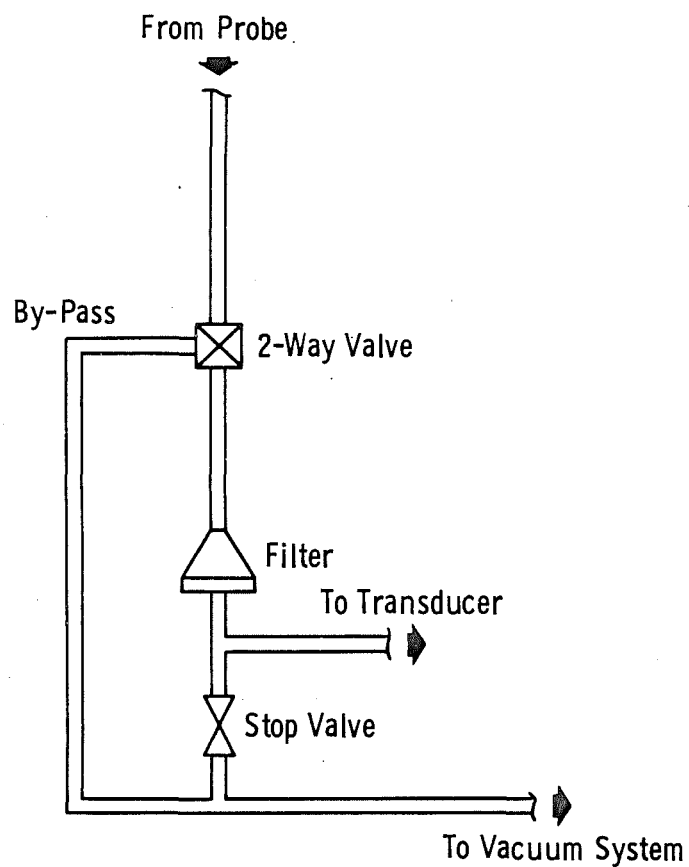 From Probe
By-Pass
2-Way Valve
Filter
To Transducer
Stop Valve
To Vacuum System